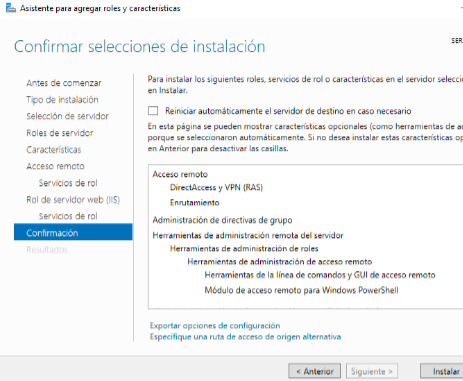 Asistente para agregar roles y características
Confirmar selecciones de instalación
SER
Antes de comenzar
Tipo de instalación
Selección de servidor
Roles de servidor
Características
Acceso remoto
Servicios de rol
Rol de servidor web (IIS)
Servicios de rol
Confirmación
Resultados
Para instalar los siguientes roles, servicios de rol o características en el servidor selecci
en Instalar.
Reiniciar automáticamente el servidor de destino en caso necesario
En esta página se pueden mostrar características opcionales (como herramientas de a
porque se seleccionaron automáticamente. Si no desea instalar estas características op
en Anterior para desactivar las casillas.
Acceso remoto
DirectAccess y VPN (RAS)
Enrutamiento
Administración de directivas de grupo
Herramientas de administración remota del servidor
Herramientas de administración de roles
Herramientas de administración de acceso remoto
Herramientas de la línea de comandos y GUI de acceso remoto
Módulo de acceso remoto para Windows PowerShell
Exportar opciones de configuración
Especifique una ruta de acceso de origen alternativa
< Anterior
Siguiente >
Instalar